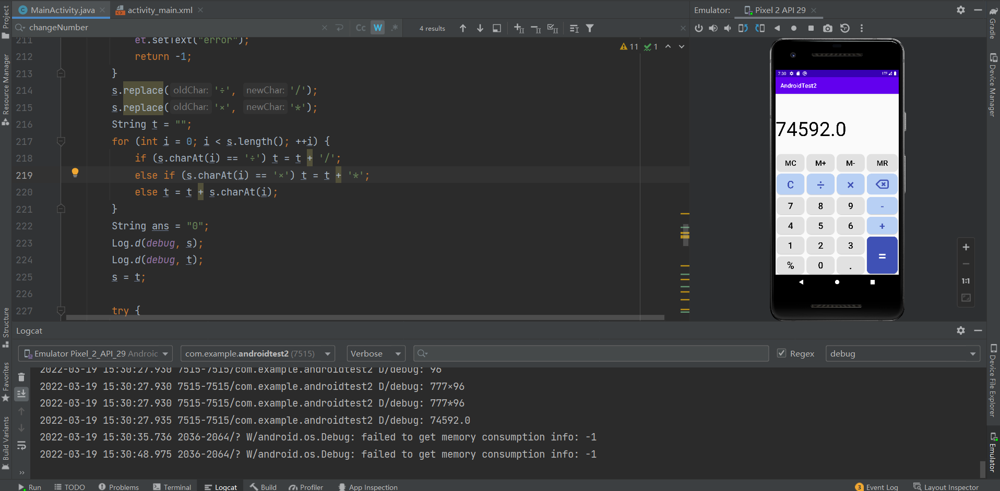 MainActivity.java
activity_main.xml
Emulator:
Pixel 2 API 29
changeNumber
Cc
W
.*
4 results
211 et.setText("error");
212 return -1;
213 }
214 s.replace( oldChar: '÷', newChar: '/');
215 s.replace( oldChar: '×', newChar: '*');
216 String t = "";
217 for (int i = 0; i < s.length(); ++i) {
218 if (s.charAt(i) == '÷') t = t + '/';
219 else if (s.charAt(i) == '×') t = t + '*';
220 else t = t + s.charAt(i);
221 }
222 String ans = "0";
223 Log.d(debug, s);
224 Log.d(debug, t);
225 s = t;
226
227 try {
11
1
7:30
LTE
AndroidTest2
74592.0
MC M+ M- MR
C ÷ ×
7 8 9 -
4 5 6 +
1 2 3
=
% 0 .
+
−
1:1
Project
Resource Manager
Structure
Favorites
Build Variants
Gradle
Device Manager
Device File Explorer
Emulator
Logcat
Emulator Pixel_2_API_29 Androic
com.example.androidtest2 (7515)
Verbose
Regex
debug
2022-03-19 15:30:27.930 7515-7515/com.example.androidtest2 D/debug: 96
2022-03-19 15:30:27.930 7515-7515/com.example.androidtest2 D/debug: 777×96
2022-03-19 15:30:27.930 7515-7515/com.example.androidtest2 D/debug: 777*96
2022-03-19 15:30:27.935 7515-7515/com.example.androidtest2 D/debug: 74592.0
2022-03-19 15:30:35.736 2036-2064/? W/android.os.Debug: failed to get memory consumption info: -1
2022-03-19 15:30:48.975 2036-2064/? W/android.os.Debug: failed to get memory consumption info: -1
»
Run
TODO
Problems
Terminal
Logcat
Build
Profiler
App Inspection
3 Event Log
Layout Inspector